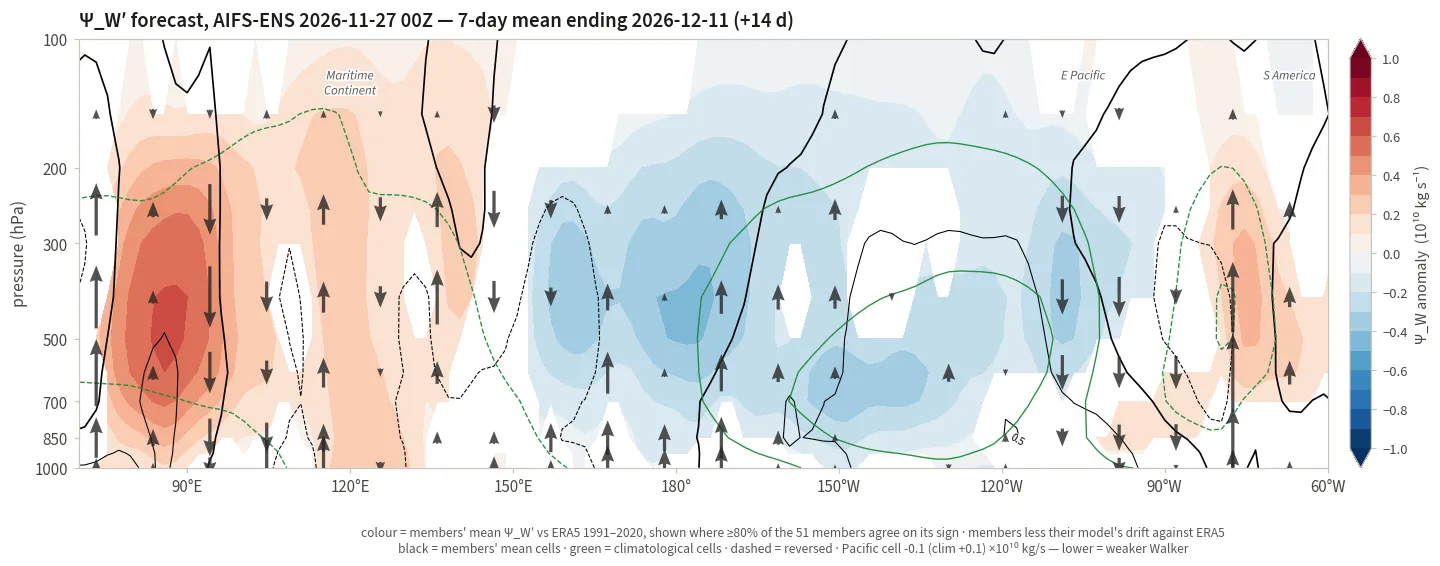 Ψ_W′ forecast, AIFS-ENS 2026-11-27 00Z — 7-day mean ending 2026-12-11 (+14 d)
100
200
300
400
500
700
850
1000
pressure (hPa)
Maritime
Continent
E Pacific
S America
0.5
90°E
120°E
150°E
180°
150°W
120°W
90°W
60°W
1.0
0.8
0.6
0.4
0.2
0.0
−0.2
−0.4
−0.6
−0.8
−1.0
Ψ_W anomaly (10¹⁰ kg s⁻¹)
colour = members' mean Ψ_W′ vs ERA5 1991–2020, shown where ≥80% of the 51 members agree on its sign · members less their model's drift against ERA5
black = members' mean cells · green = climatological cells · dashed = reversed · Pacific cell -0.1 (clim +0.1) ×10¹⁰ kg/s — lower = weaker Walker